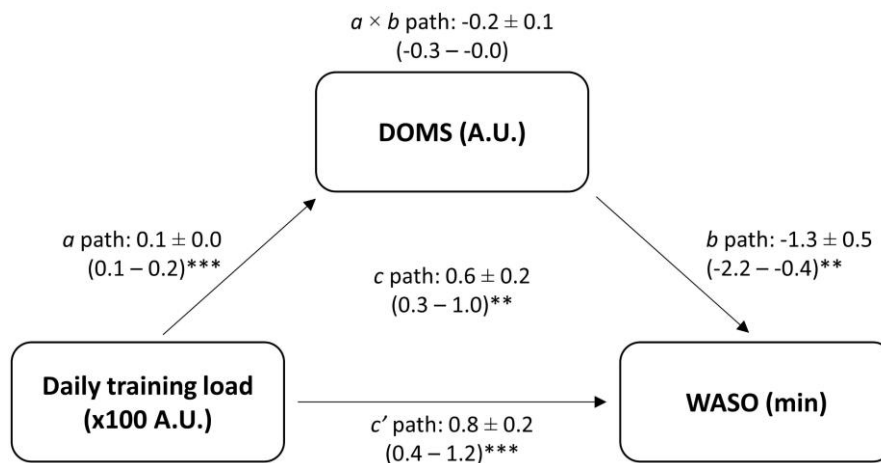 a × b path: -0.2 ± 0.1
(-0.3 – -0.0)
DOMS (A.U.)
a path: 0.1 ± 0.0
(0.1 – 0.2)***
b path: -1.3 ± 0.5
(-2.2 – -0.4)**
c path: 0.6 ± 0.2
(0.3 – 1.0)**
Daily training load
(x100 A.U.)
WASO (min)
c’ path: 0.8 ± 0.2
(0.4 – 1.2)***